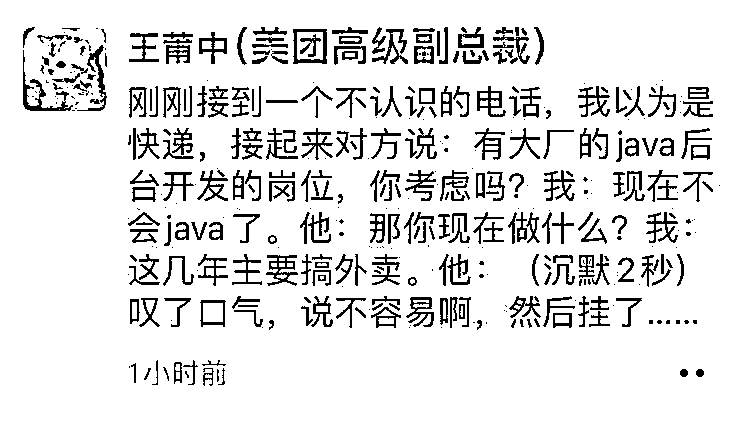 王莆中(美团高级副总裁)
刚刚接到一个不认识的电话，我以为是
快递，接起来对方说：有大厂的java后
台开发的岗位，你考虑吗？我：现在不
会java了。他：那你现在做什么？我：
这几年主要搞外卖。他：（沉默2秒）
叹了口气，说不容易啊，然后挂了......
1小时前